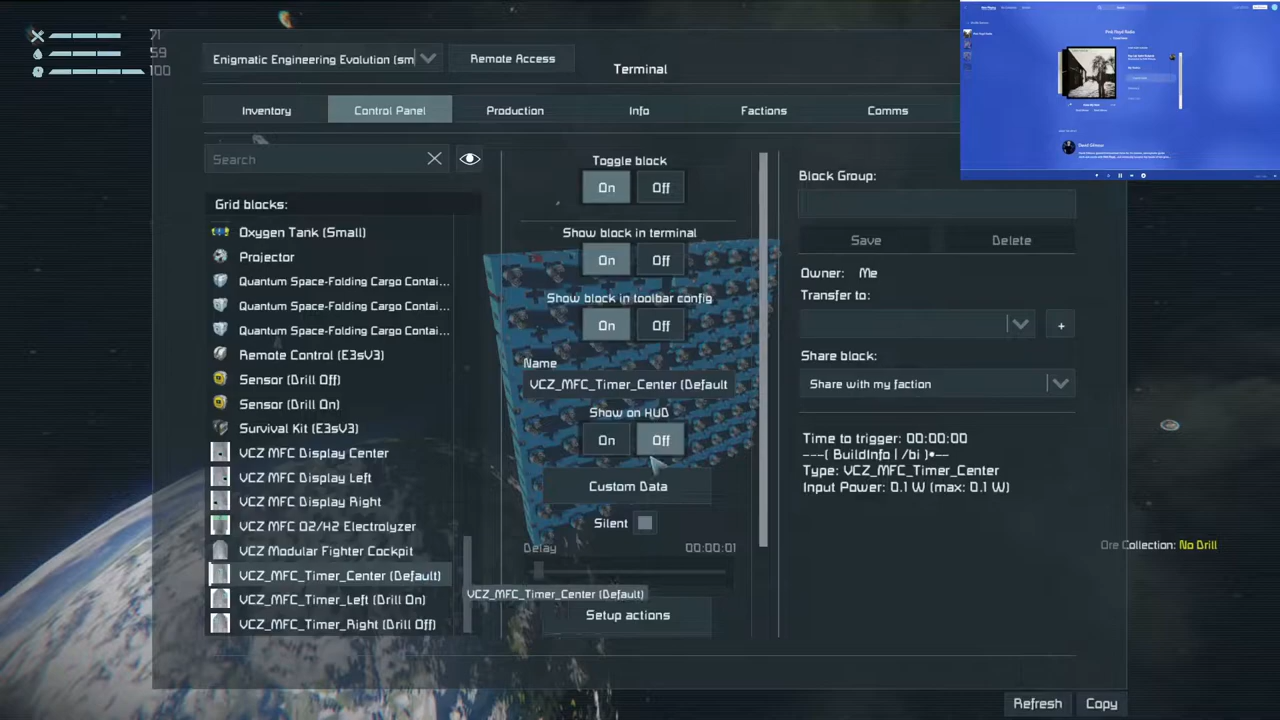 71
59
100
Enigmatic Engineering Evolution (sm
Remote Access
Terminal
Inventory
Control Panel
Production
Info
Factions
Comms
Search
Grid blocks:
Oxygen Tank (Small)
Projector
Quantum Space-Folding Cargo Contai...
Quantum Space-Folding Cargo Contai...
Quantum Space-Folding Cargo Contai...
Remote Control (E3sV3)
Sensor (Drill Off)
Sensor (Drill On)
Survival Kit (E3sV3)
VCZ MFC Display Center
VCZ MFC Display Left
VCZ MFC Display Right
VCZ MFC O2/H2 Electrolyzer
VCZ Modular Fighter Cockpit
VCZ_MFC_Timer_Center (Default)
VCZ_MFC_Timer_Left (Drill On)
VCZ_MFC_Timer_Right (Drill Off)
Toggle block
On Off
Show block in terminal
On Off
Show block in toolbar config
On Off
Name
VCZ_MFC_Timer_Center (Default
Show on HUD
On Off
Custom Data
Silent
Delay 00:00:01
VCZ_MFC_Timer_Center (Default)
Setup actions
Block Group:
Save Delete
Owner: Me
Transfer to:
+
Share block:
Share with my faction
Time to trigger: 00:00:00
---( BuildInfo | /bi )•--
Type: VCZ_MFC_Timer_Center
Input Power: 0.1 W (max: 0.1 W)
Ore Collection: No Drill
Refresh Copy
Pink Floyd Radio
David Gilmour